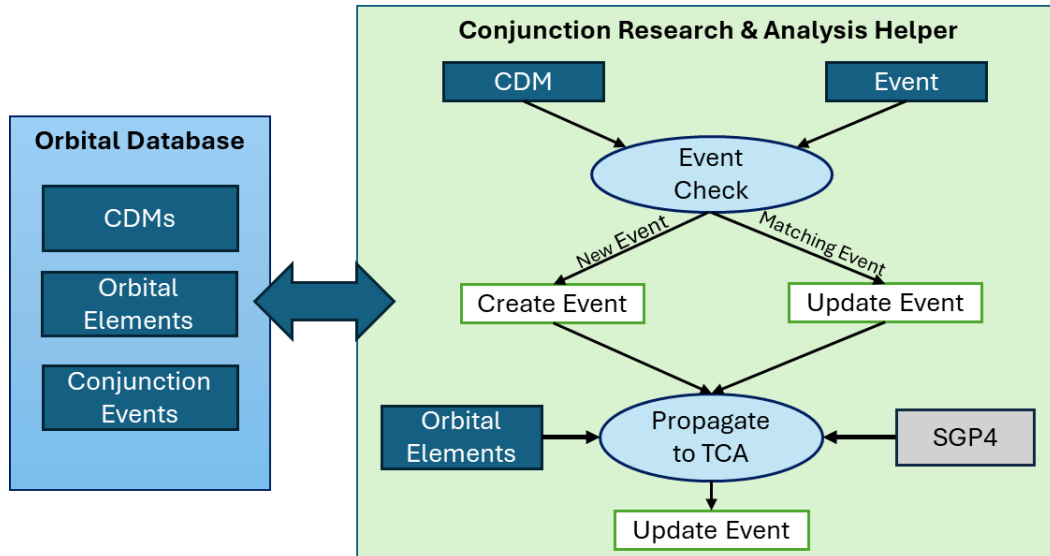 Orbital Database
CDMs
Orbital
Elements
Conjunction
Events
Conjunction Research & Analysis Helper
CDM
Event
Event
Check
New Event
Matching Event
Create Event
Update Event
Orbital
Elements
Propagate
to TCA
SGP4
Update Event